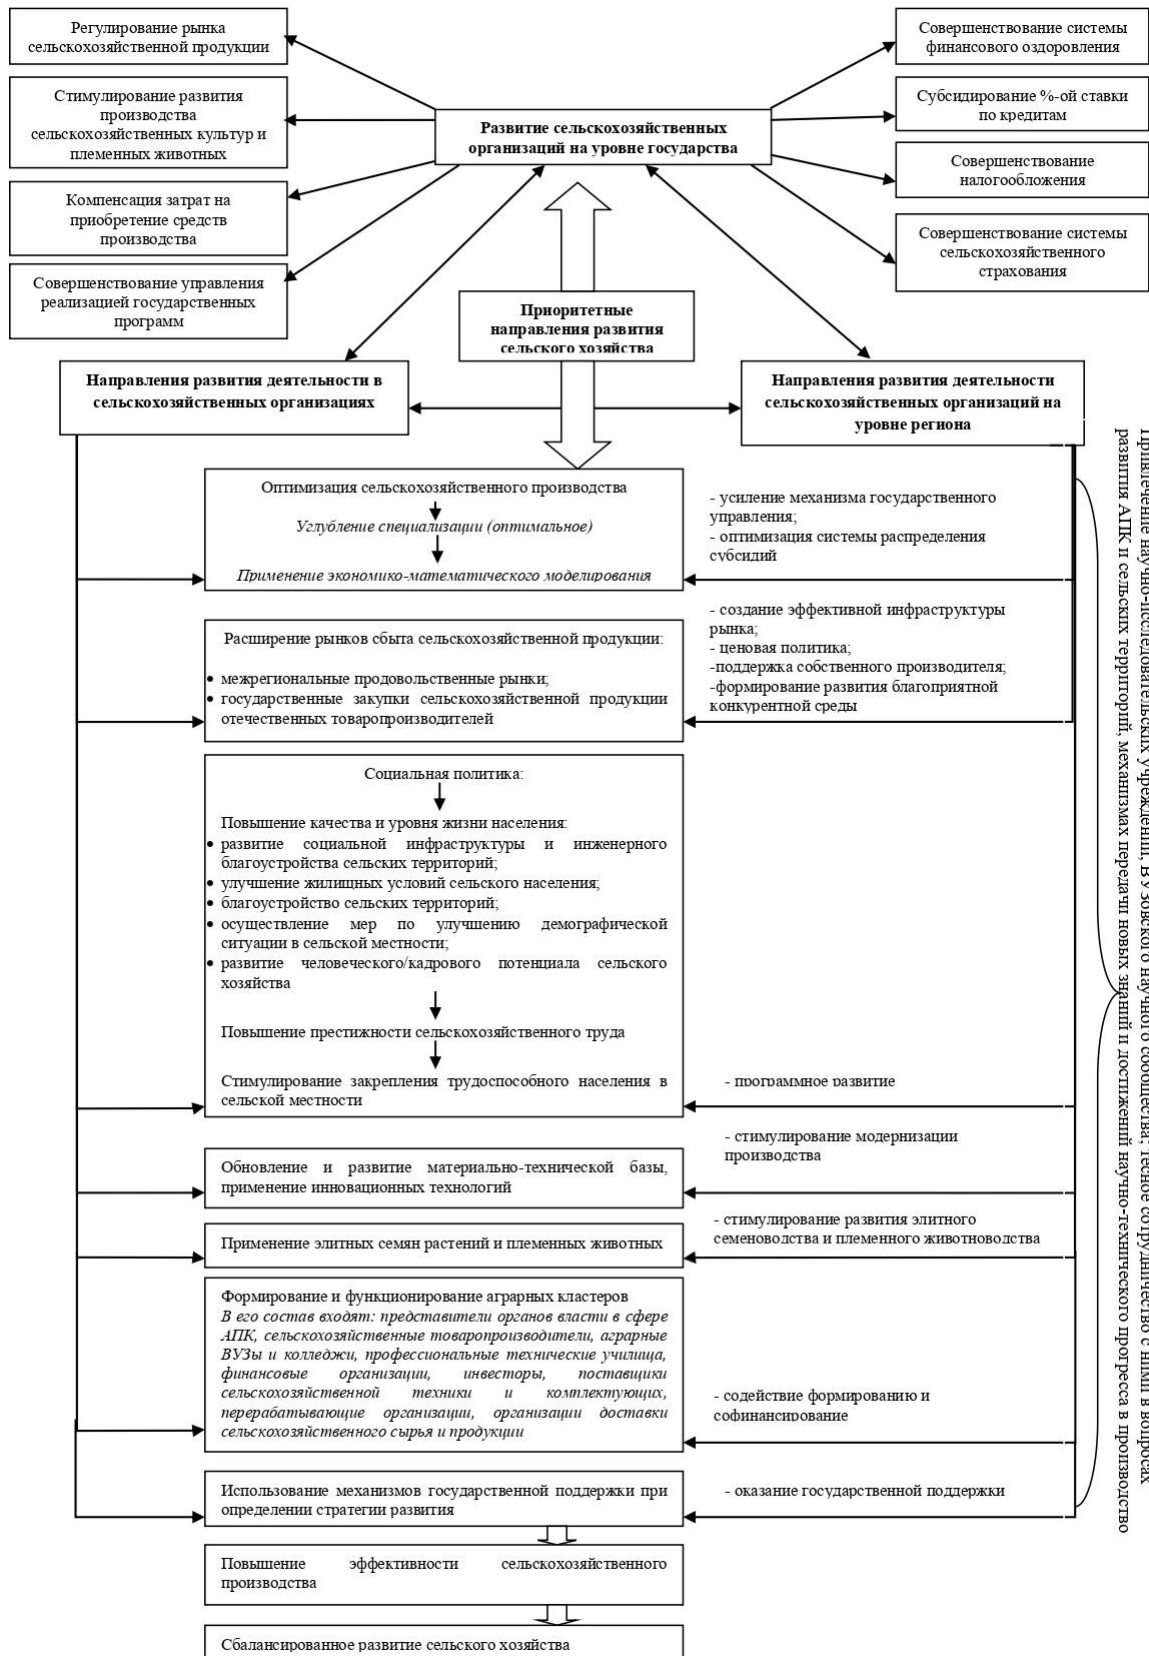 Регулирование рынка
сельскохозяйственной продукции
Стимулирование развития
производства
сельскохозяйственных культур и
племенных животных
Компенсация затрат на
приобретение средств
производства
Совершенствование управления
реализацией государственных
программ
Развитие сельскохозяйственных
организаций на уровне государства
Совершенствование системы
финансового оздоровления
Субсидирование %-ой ставки
по кредитам
Совершенствование
налогообложения
Совершенствование системы
сельскохозяйственного
страхования
Приоритетные
направления развития
сельского хозяйства
Направления развития деятельности в
сельскохозяйственных организациях
Направления развития деятельности
сельскохозяйственных организаций на
уровне региона
Оптимизация сельскохозяйственного производства
Углубление специализации (оптимальное)
Применение экономико-математического моделирования
- усиление механизма государственного
управления;
- оптимизация системы распределения
субсидий
Расширение рынков сбыта сельскохозяйственной продукции:
• межрегиональные продовольственные рынки;
• государственные закупки сельскохозяйственной продукции
отечественных товаропроизводителей
- создание эффективной инфраструктуры
рынка;
- ценовая политика;
-поддержка собственного производителя;
-формирование развития благоприятной
конкурентной среды
Социальная политика:
Повышение качества и уровня жизни населения:
• развитие социальной инфраструктуры и инженерного
благоустройства сельских территорий;
• улучшение жилищных условий сельского населения;
• благоустройство сельских территорий;
• осуществление мер по улучшению демографической
ситуации в сельской местности;
• развитие человеческого/кадрового потенциала сельского
хозяйства
Повышение престижности сельскохозяйственного труда
Стимулирование закрепления трудоспособного населения в
сельской местности
- программное развитие
Обновление и развитие материально-технической базы,
применение инновационных технологий
- стимулирование модернизации
производства
Применение элитных семян растений и племенных животных
- стимулирование развития элитного
семеноводства и племенного животноводства
Формирование и функционирование аграрных кластеров
В его состав входят: представители органов власти в сфере
АПК, сельскохозяйственные товаропроизводители, аграрные
ВУЗы и колледжи, профессиональные технические училища,
финансовые организации, инвесторы, поставщики
сельскохозяйственной техники и комплектующих,
перерабатывающие организации, организации доставки
сельскохозяйственного сырья и продукции
- содействие формированию и
софинансирование
Использование механизмов государственной поддержки при
определении стратегии развития
- оказание государственной поддержки
Повышение эффективности сельскохозяйственного
производства
Сбалансированное развитие сельского хозяйства
Привлечение научно-исследовательских учреждений, ВУЗовского научного сообщества; тесное сотрудничество с ними в вопросах
развития АПК и сельских территорий, механизмах передачи новых знаний и достижений научно-технического прогресса в производство